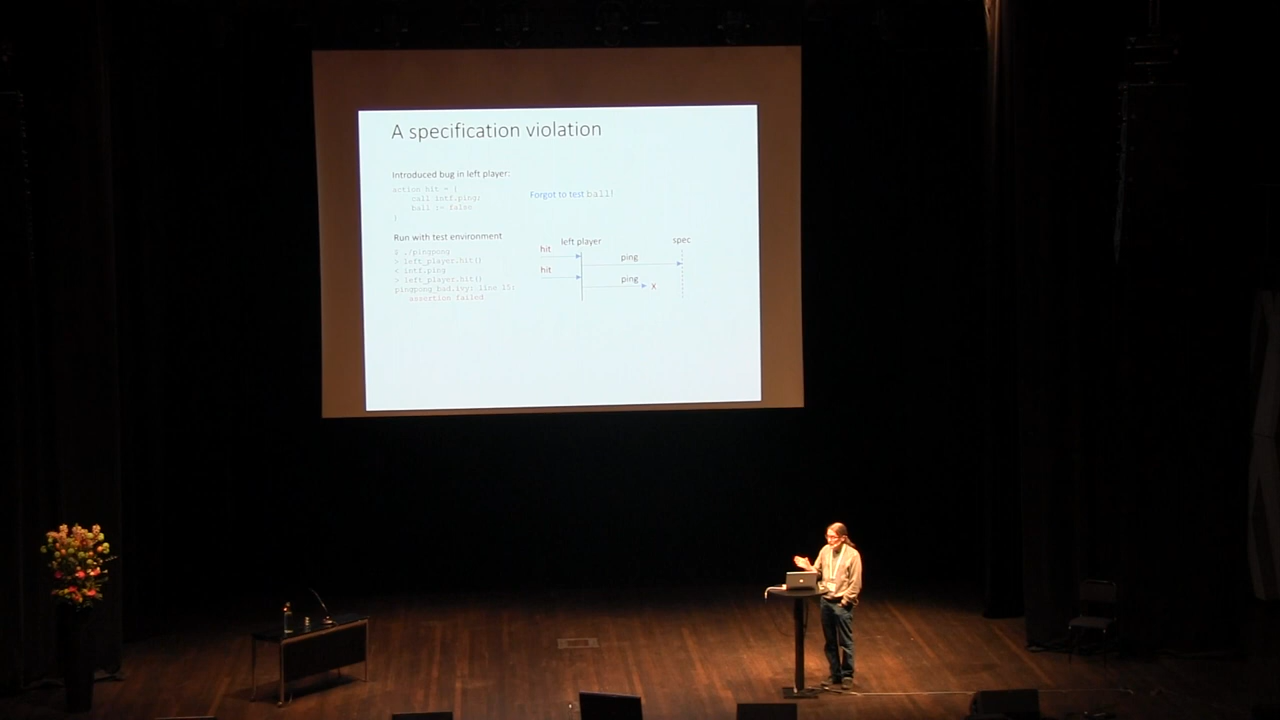 A specification violation
Introduced bug in left player:
action hit = {
call intf.ping;
ball := false
}
Forgot to test ball!
Run with test environment
$ ./pingpong
> left_player.hit()
< intf.ping
> left_player.hit()
pingpong_bad.ivy: line 15:
assertion failed
left player
spec
hit
ping
hit
ping
X